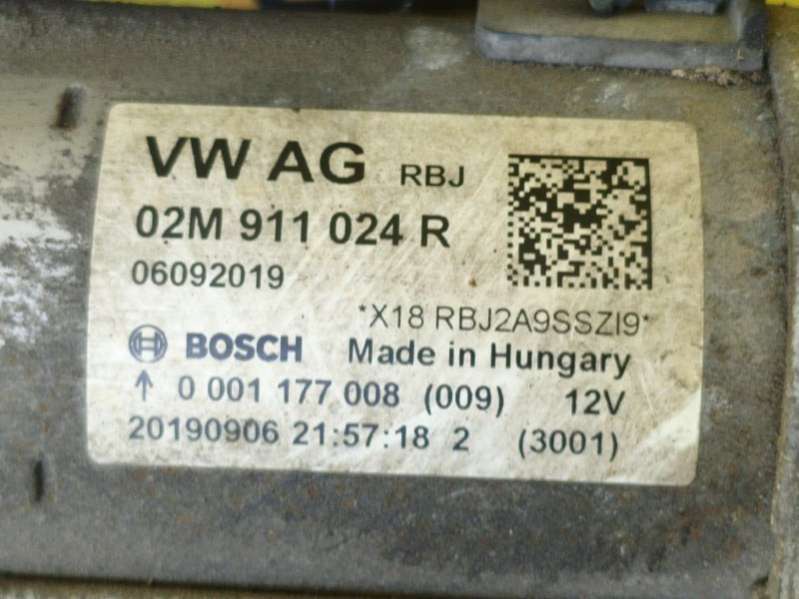 VW AG RBJ
02M 911 024 R
06092019
*X18 RBJ2A9SSZI9*
BOSCH Made in Hungary
↑ 0 001 177 008 (009) 12V
20190906 21:57:18 2 (3001)